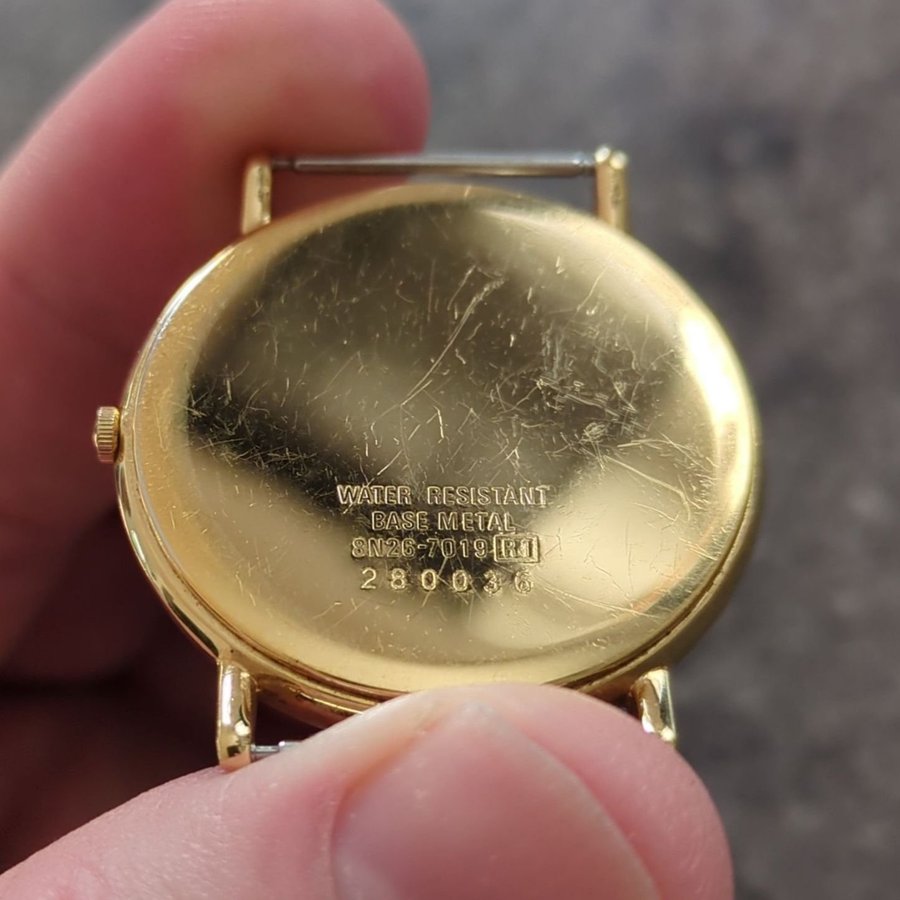 WATER RESISTANT
BASE METAL
8N26-7019 R1
280036